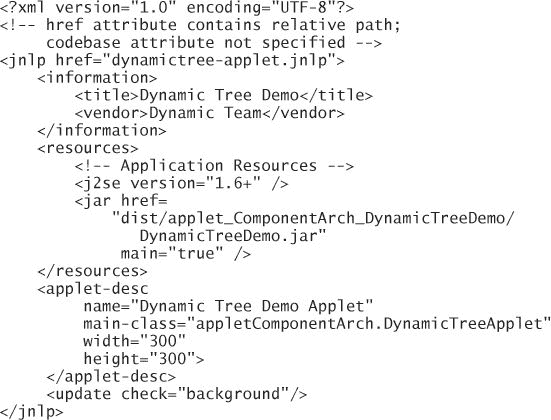 <?xml version="1.0" encoding="UTF-8"?>
<!-- href attribute contains relative path;
     codebase attribute not specified -->
<jnlp href="dynamictree-applet.jnlp">
    <information>
        <title>Dynamic Tree Demo</title>
        <vendor>Dynamic Team</vendor>
    </information>
    <resources>
        <!-- Application Resources -->
        <j2se version="1.6+" />
        <jar href=
            "dist/applet_ComponentArch_DynamicTreeDemo/
               DynamicTreeDemo.jar"
             main="true" />
    </resources>
    <applet-desc
         name="Dynamic Tree Demo Applet"
         main-class="appletComponentArch.DynamicTreeApplet"
         width="300"
         height="300">
     </applet-desc>
     <update check="background"/>
</jnlp>